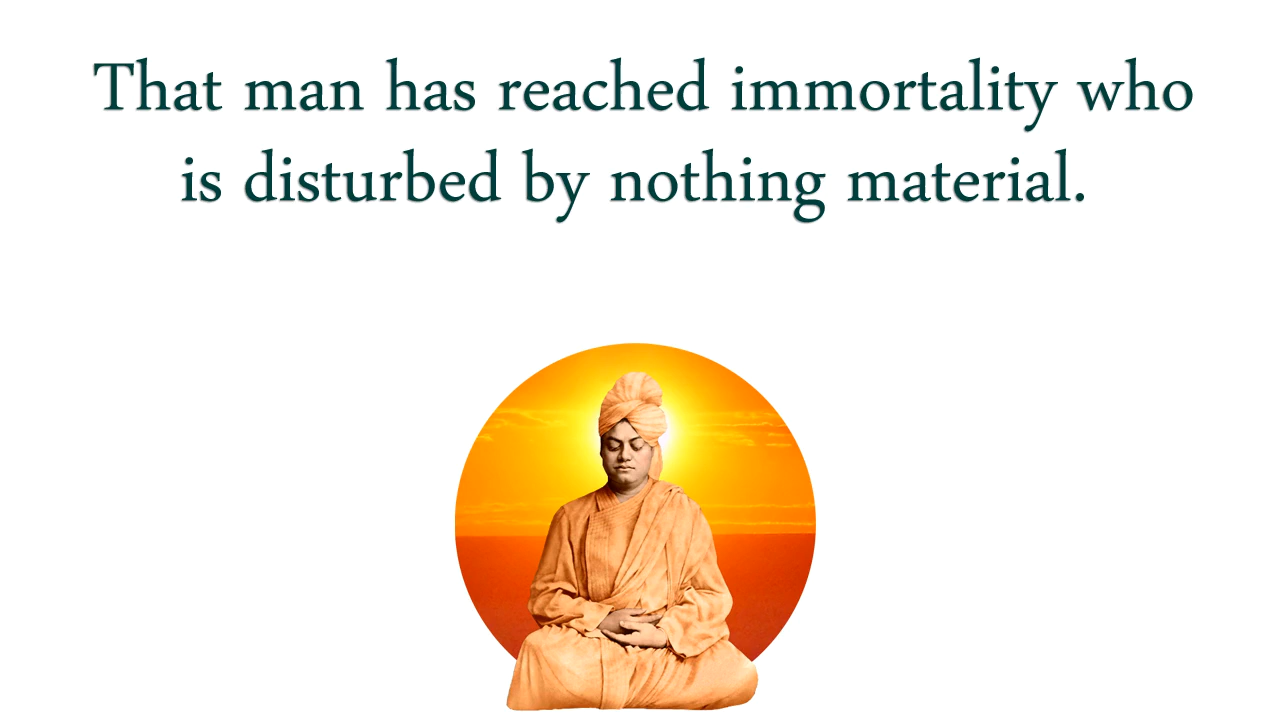 That man has reached immortality who
is disturbed by nothing material.